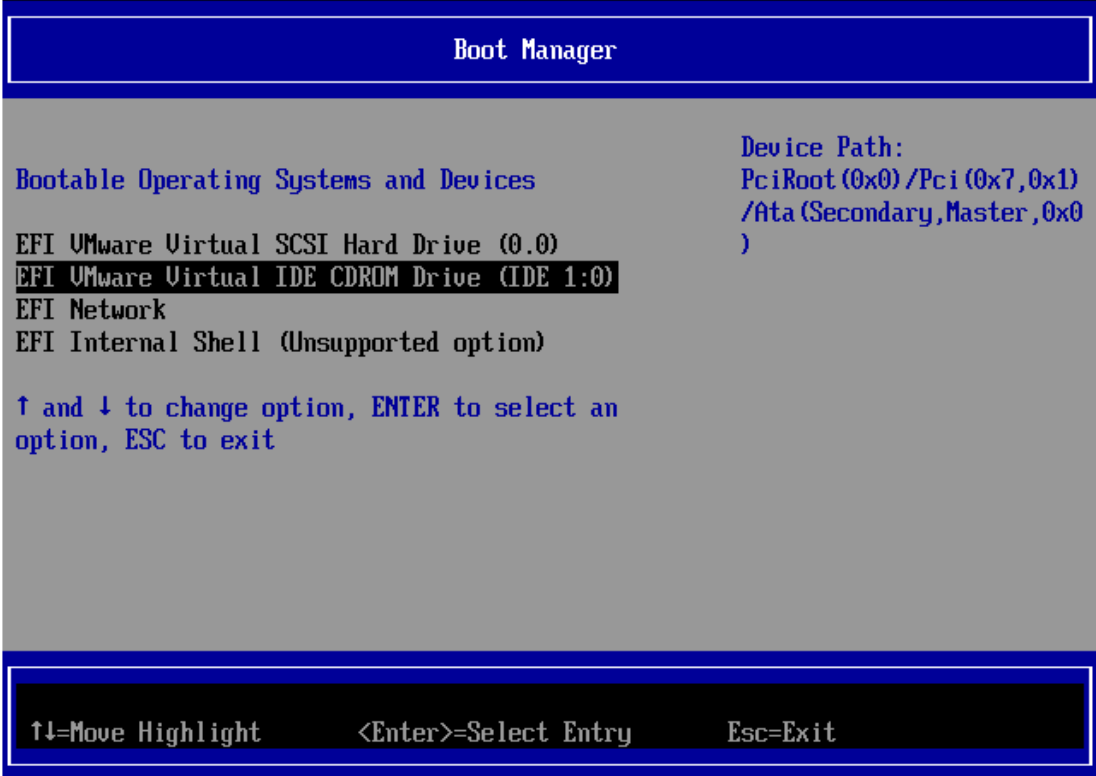 Boot Manager
Bootable Operating Systems and Devices
EFI VMware Virtual SCSI Hard Drive (0.0)
EFI VMware Virtual IDE CDROM Drive (IDE 1:0)
EFI Network
EFI Internal Shell (Unsupported option)
↑ and ↓ to change option, ENTER to select an
option, ESC to exit
Device Path:
PciRoot(0x0)/Pci(0x7,0x1)
/Ata(Secondary,Master,0x0
)
↑↓=Move Highlight <Enter>=Select Entry Esc=Exit